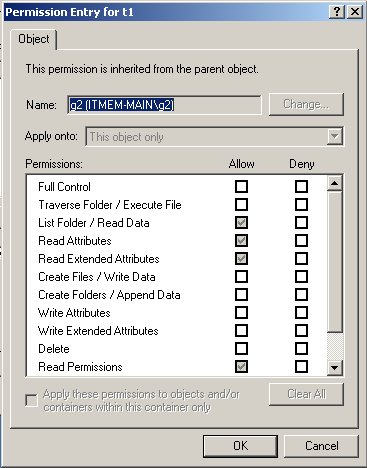 Permission Entry for t1
Object
This permission is inherited from the parent object.
Name: g2 (ITMEM-MAIN\g2) Change...
Apply onto: This object only
Permissions: Allow Deny
Full Control
Traverse Folder / Execute File
List Folder / Read Data
Read Attributes
Read Extended Attributes
Create Files / Write Data
Create Folders / Append Data
Write Attributes
Write Extended Attributes
Delete
Read Permissions
Apply these permissions to objects and/or
containers within this container only
Clear All
OK Cancel